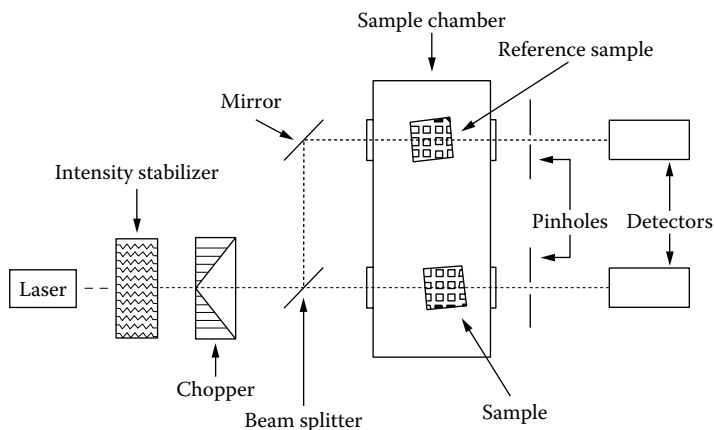 Sample chamber
Reference sample
Mirror
Intensity stabilizer
Pinholes
Detectors
Laser
Chopper
Beam splitter
Sample